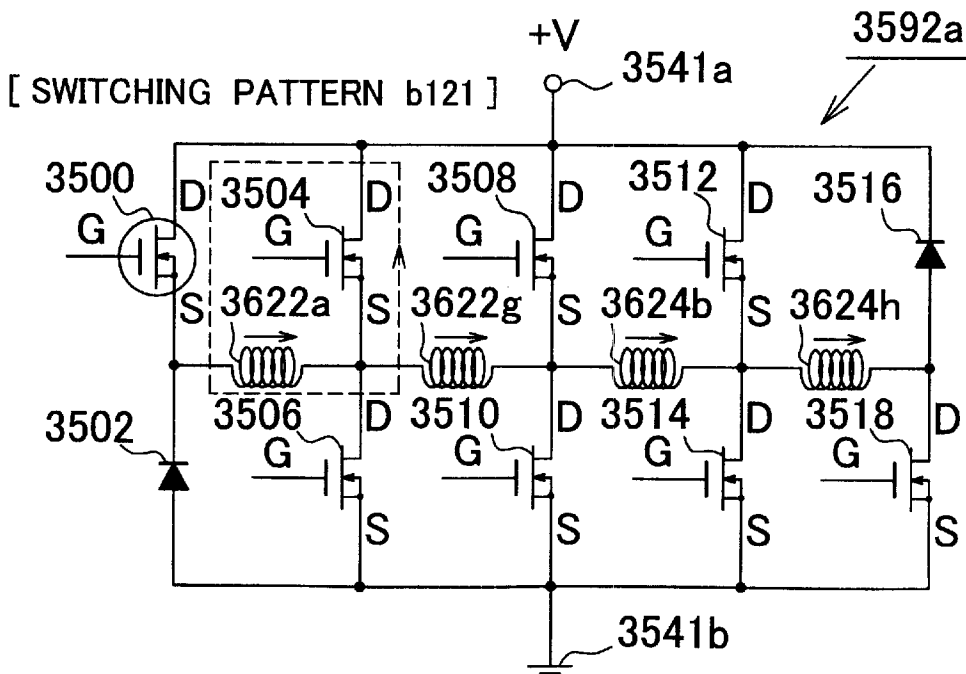 3592a
+V
3541a
[ SWITCHING PATTERN b121 ]
3500 D 3504 D 3508 D 3512 D 3516
G G G G
S S S S
3622a 3622g 3624b 3624h
3502 3506 D 3510 D 3514 D 3518 D
G G G G
S S S S
3541b